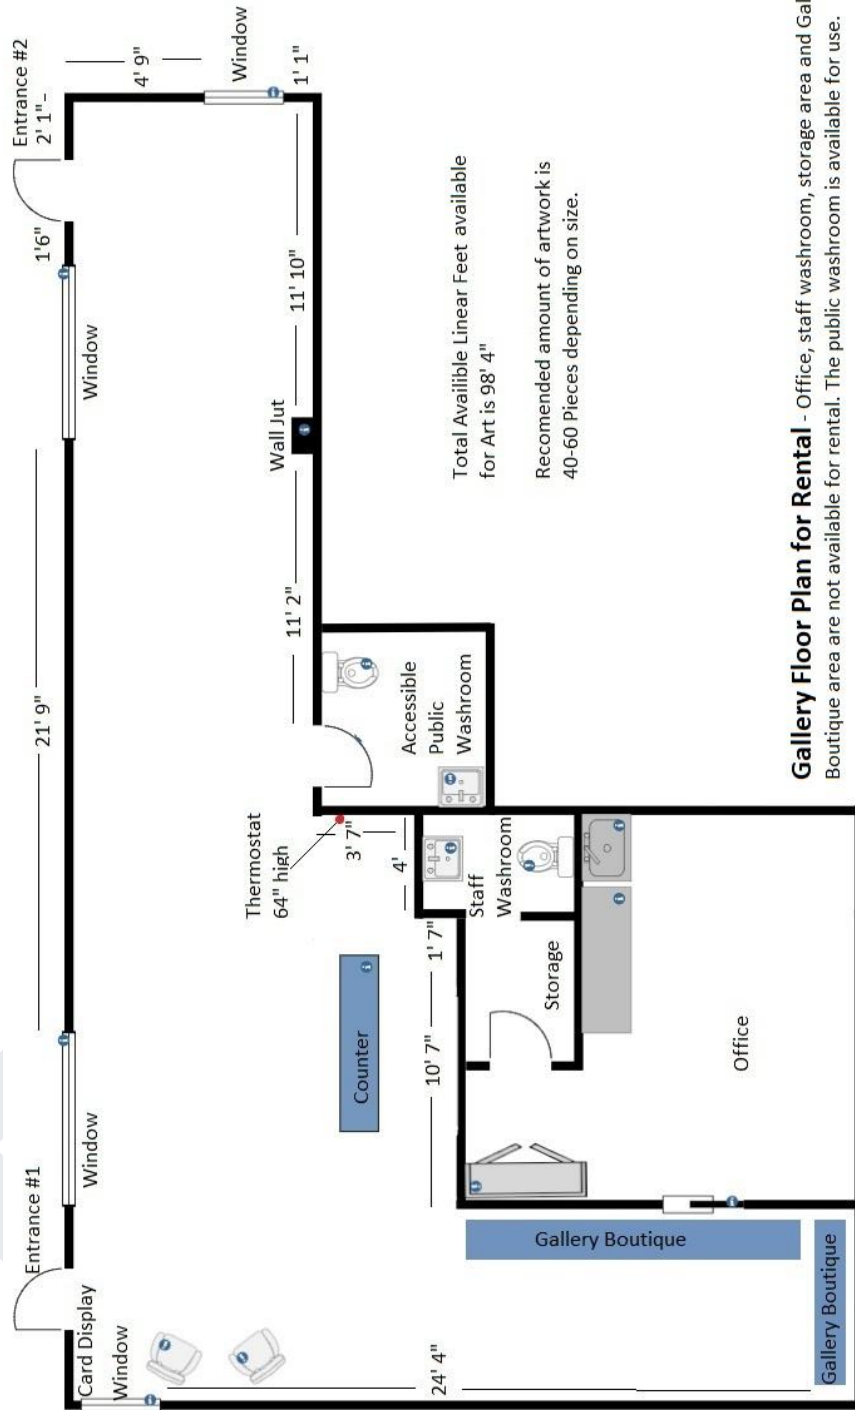 Entrance #1
Entrance #2
2' 1"
1'6"
21' 9"
4' 9"
Card Display
Window
Window
Window
Window
1' 1"
Wall Jut
11' 2"
11' 10"
Thermostat
64" high
3' 7"
4'
1' 7"
10' 7"
24' 4"
Counter
Accessible
Public
Washroom
Staff
Washroom
Storage
Office
Gallery Boutique
Gallery Boutique
Total Availible Linear Feet available
for Art is 98' 4"
Recomended amount of artwork is
40-60 Pieces depending on size.
Gallery Floor Plan for Rental - Office, staff washroom, storage area and Gal
Boutique area are not available for rental. The public washroom is available for use.